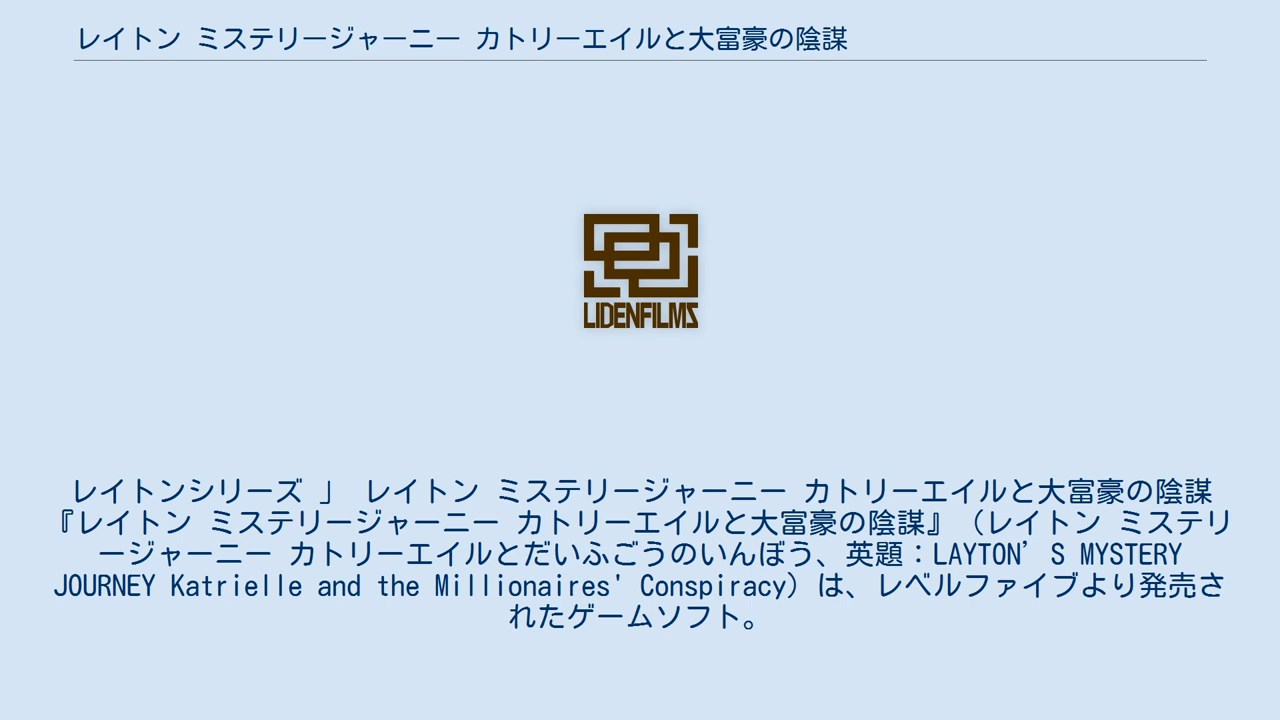 レイトン ミステリージャーニー カトリーエイルと大富豪の陰謀
LIDENFILMS
レイトンシリーズ 」 レイトン ミステリージャーニー カトリーエイルと大富豪の陰謀
『レイトン ミステリージャーニー カトリーエイルと大富豪の陰謀』（レイトン ミステリ
ージャーニー カトリーエイルとだいふごうのいんぼう、英題：LAYTON’S MYSTERY
JOURNEY Katrielle and the Millionaires' Conspiracy）は、レベルファイブより発売さ
れたゲームソフト。